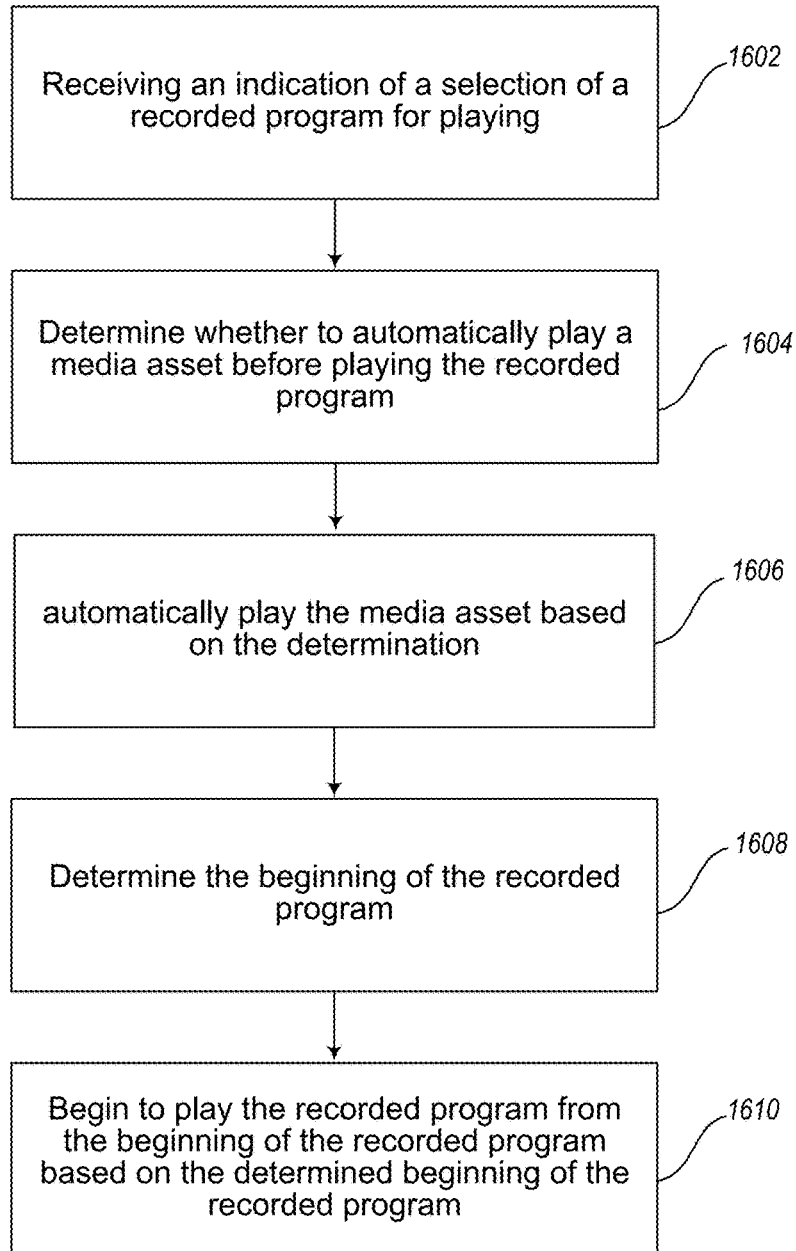 Receiving an indication of a selection of a
recorded program for playing
1602
Determine whether to automatically play a
media asset before playing the recorded
program
1604
automatically play the media asset based
on the determination
1606
Determine the beginning of the recorded
program
1608
Begin to play the recorded program from
the beginning of the recorded program
based on the determined beginning of the
recorded program
1610